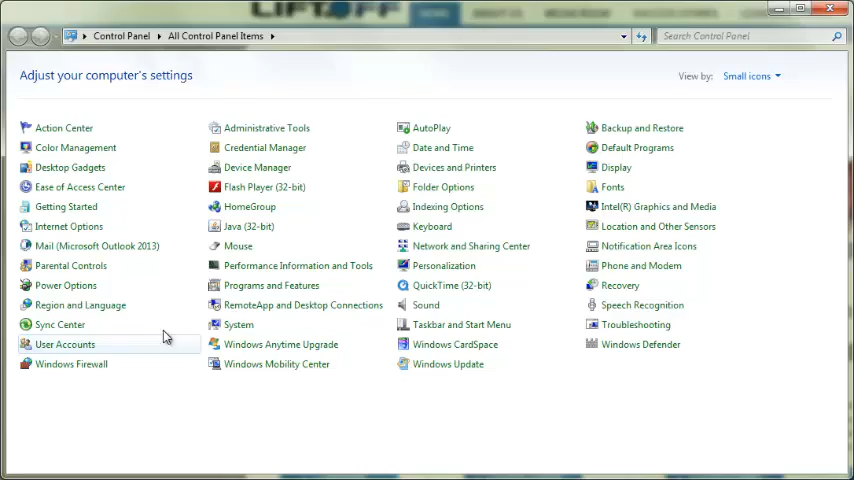 LIFTOFF HOME ABOUT US
Control Panel All Control Panel Items Search Control Panel
Adjust your computer's settings View by: Small icons
Action Center Administrative Tools AutoPlay Backup and Restore
Color Management Credential Manager Date and Time Default Programs
Desktop Gadgets Device Manager Devices and Printers Display
Ease of Access Center Flash Player (32-bit) Folder Options Fonts
Getting Started HomeGroup Indexing Options Intel(R) Graphics and Media
Internet Options Java (32-bit) Keyboard Location and Other Sensors
Mail (Microsoft Outlook 2013) Mouse Network and Sharing Center Notification Area Icons
Parental Controls Performance Information and Tools Personalization Phone and Modem
Power Options Programs and Features QuickTime (32-bit) Recovery
Region and Language RemoteApp and Desktop Connections Sound Speech Recognition
Sync Center System Taskbar and Start Menu Troubleshooting
User Accounts Windows Anytime Upgrade Windows CardSpace Windows Defender
Windows Firewall Windows Mobility Center Windows Update